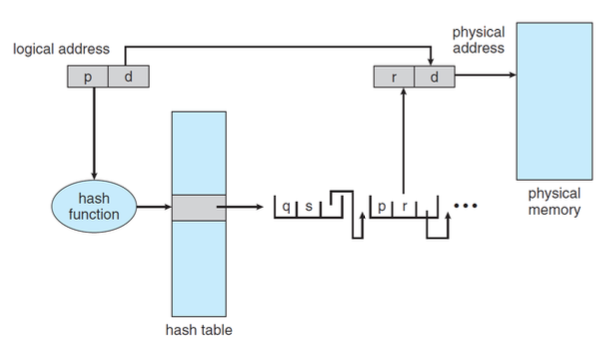 logical address
physical
address
p d
r d
hash
function
q s
p r
physical
memory
hash table